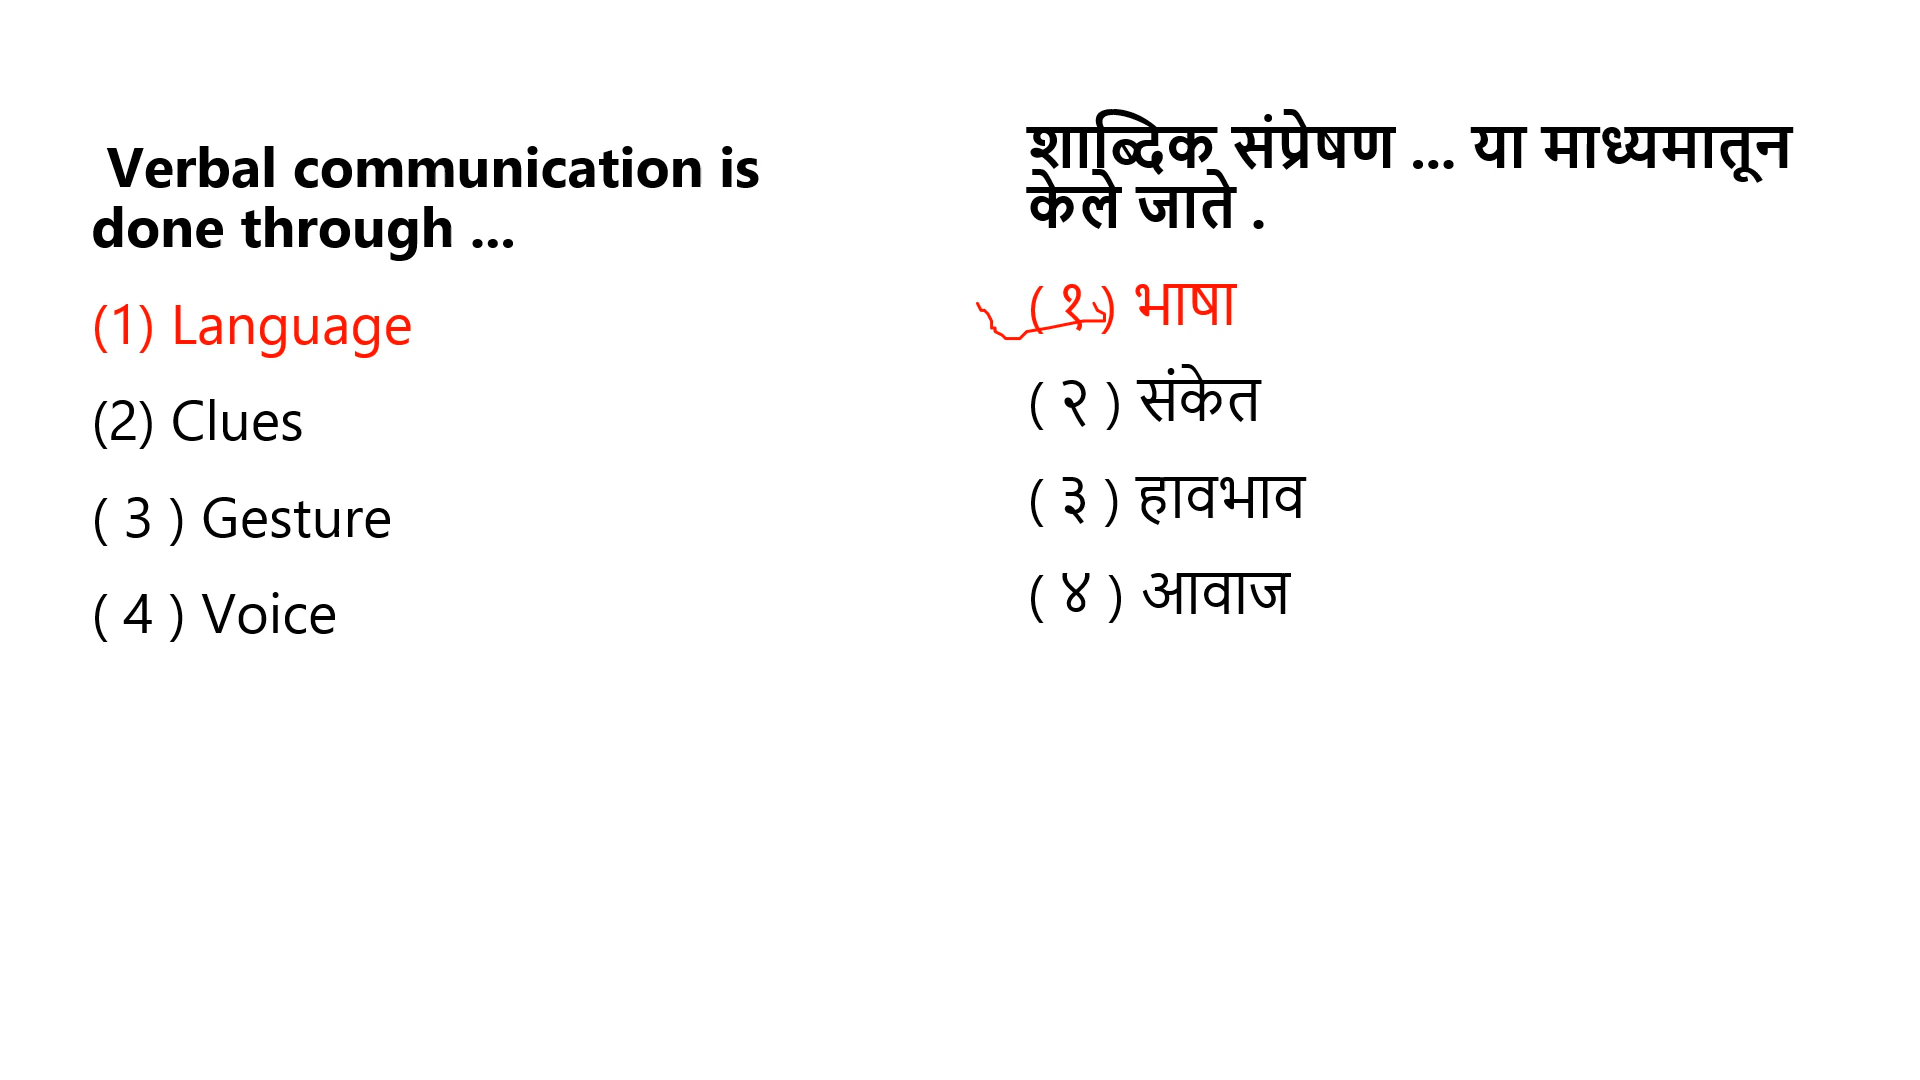 Verbal communication is
done through ...
(1) Language
(2) Clues
( 3 ) Gesture
( 4 ) Voice
शाब्दिक संप्रेषण ... या माध्यमातून
केले जाते .
( १ ) भाषा
( २ ) संकेत
( ३ ) हावभाव
( ४ ) आवाज